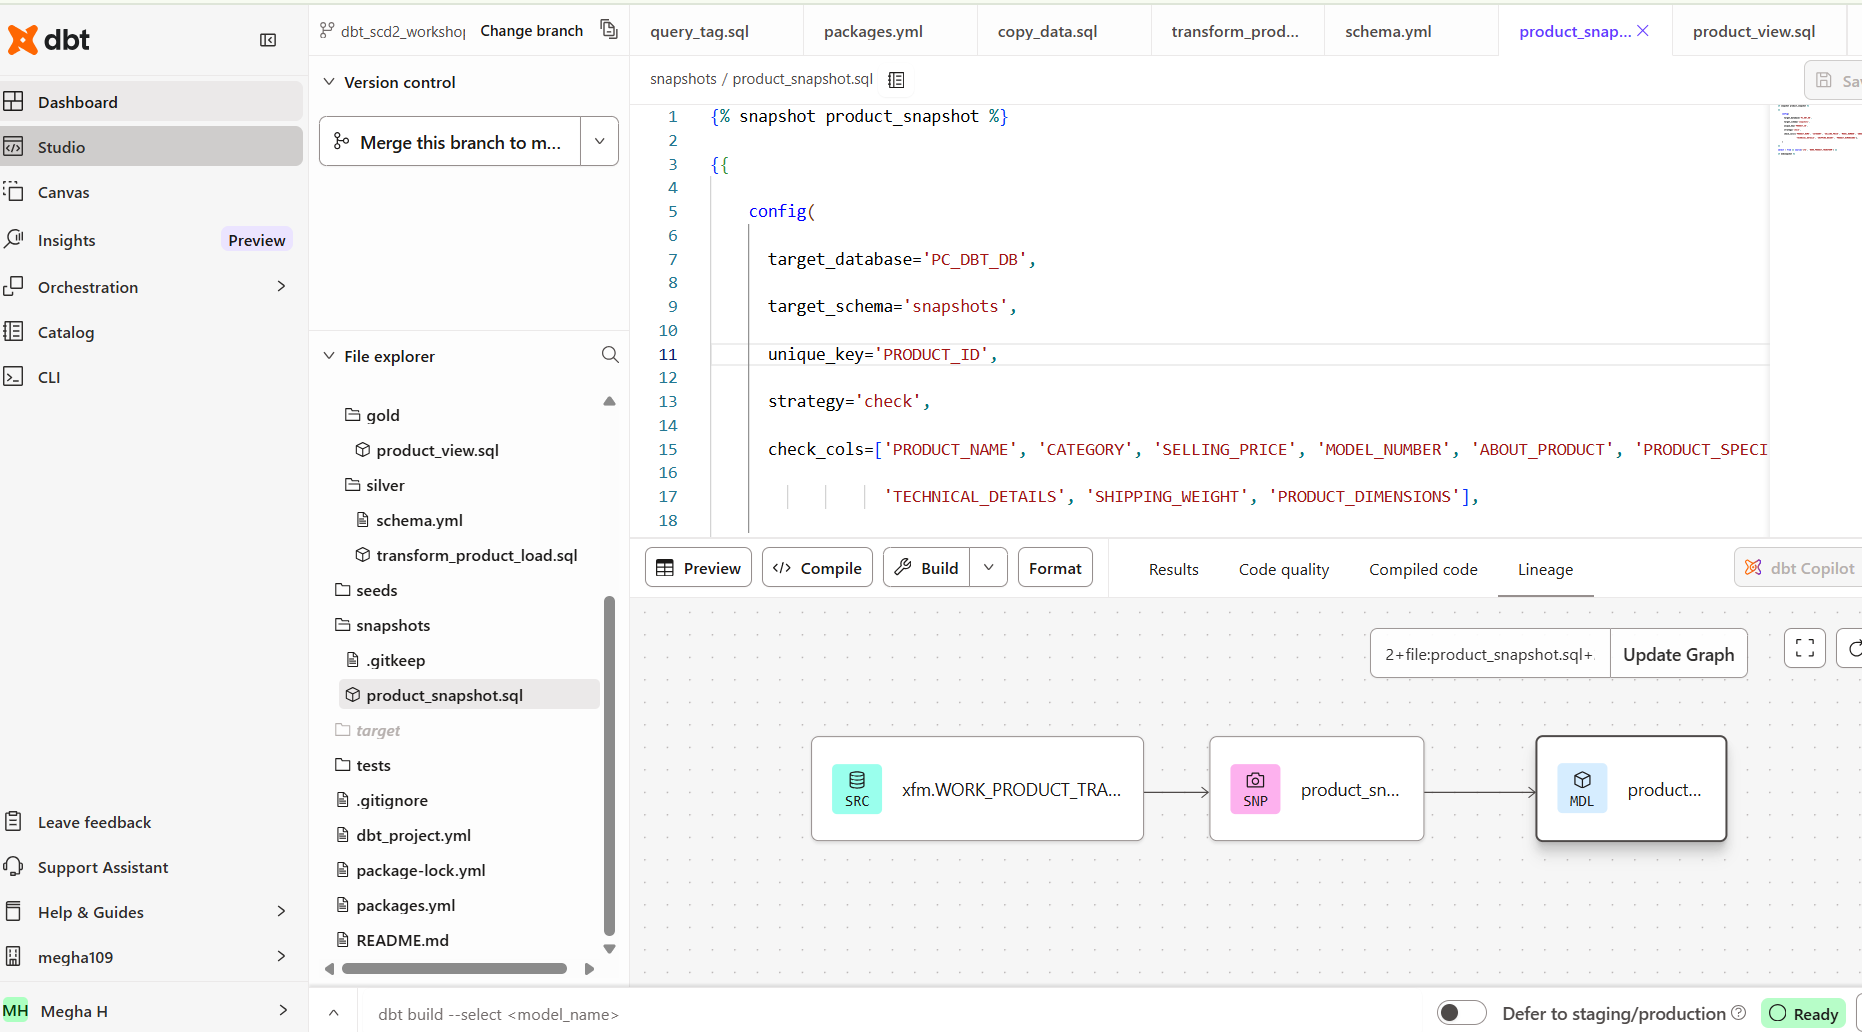 dbt
Dashboard
Studio
Canvas
Insights
Preview
Orchestration
Catalog
CLI
Leave feedback
Support Assistant
Help & Guides
megha109
MH Megha H
dbt_scd2_workshop
Change branch
Version control
Merge this branch to m...
File explorer
gold
product_view.sql
silver
schema.yml
transform_product_load.sql
seeds
snapshots
.gitkeep
product_snapshot.sql
target
tests
.gitignore
dbt_project.yml
package-lock.yml
packages.yml
README.md
query_tag.sql
packages.yml
copy_data.sql
transform_prod...
schema.yml
product_snap...
product_view.sql
snapshots / product_snapshot.sql
1 {% snapshot product_snapshot %}
2
3 {{
4
5 config(
6
7 target_database='PC_DBT_DB',
8
9 target_schema='snapshots',
10
11 unique_key='PRODUCT_ID',
12
13 strategy='check',
14
15 check_cols=['PRODUCT_NAME', 'CATEGORY', 'SELLING_PRICE', 'MODEL_NUMBER', 'ABOUT_PRODUCT', 'PRODUCT_SPECI
16
17 'TECHNICAL_DETAILS', 'SHIPPING_WEIGHT', 'PRODUCT_DIMENSIONS'],
18
Preview
Compile
Build
Format
Results
Code quality
Compiled code
Lineage
dbt Copilot
2+file:product_snapshot.sql+
Update Graph
SRC
xfm.WORK_PRODUCT_TRA...
SNP
product_sn...
MDL
product...
dbt build --select <model_name>
Defer to staging/production
Ready